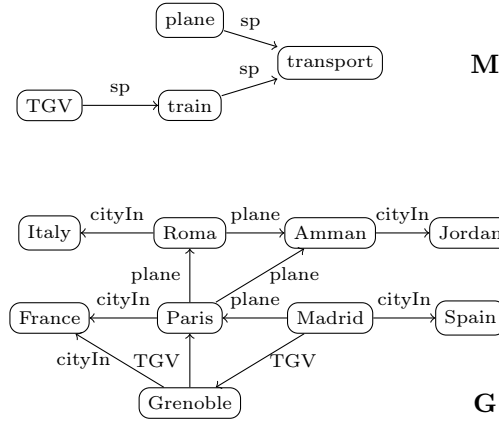 plane
sp
transport
M
sp
sp
TGV
train
cityIn
plane
cityIn
Italy
Roma
Amman
Jordan
plane
plane
cityIn
plane
cityIn
France
Paris
Madrid
Spain
cityIn
TGV
TGV
Grenoble
G